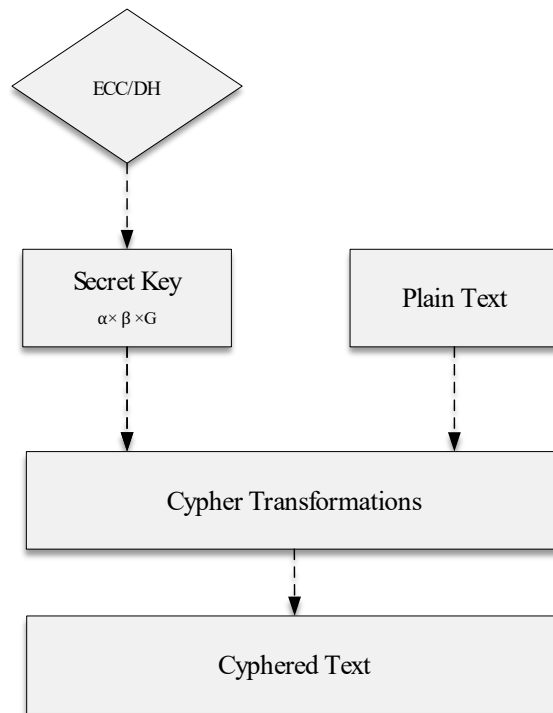 ECC/DH
Secret Key
α× β ×G
Plain Text
Cypher Transformations
Cyphered Text